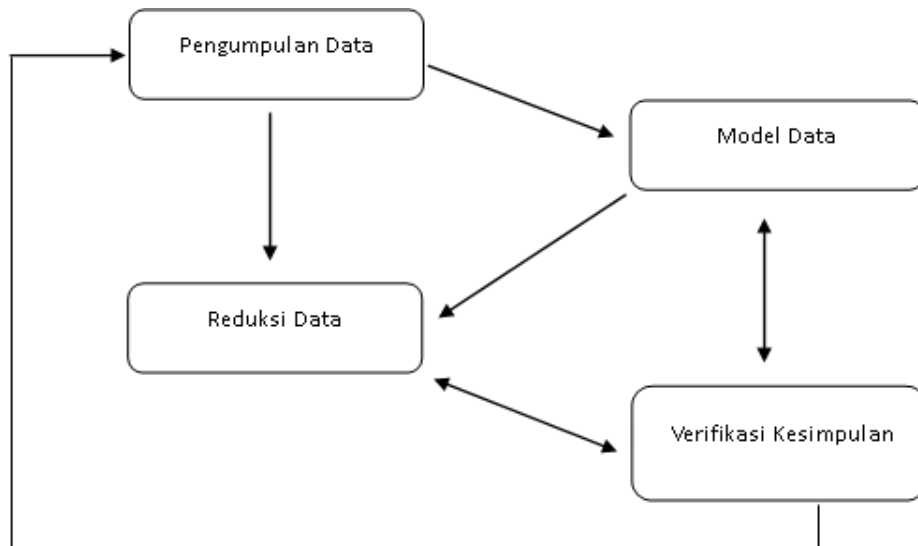 Pengumpulan Data
Model Data
Reduksi Data
Verifikasi Kesimpulan